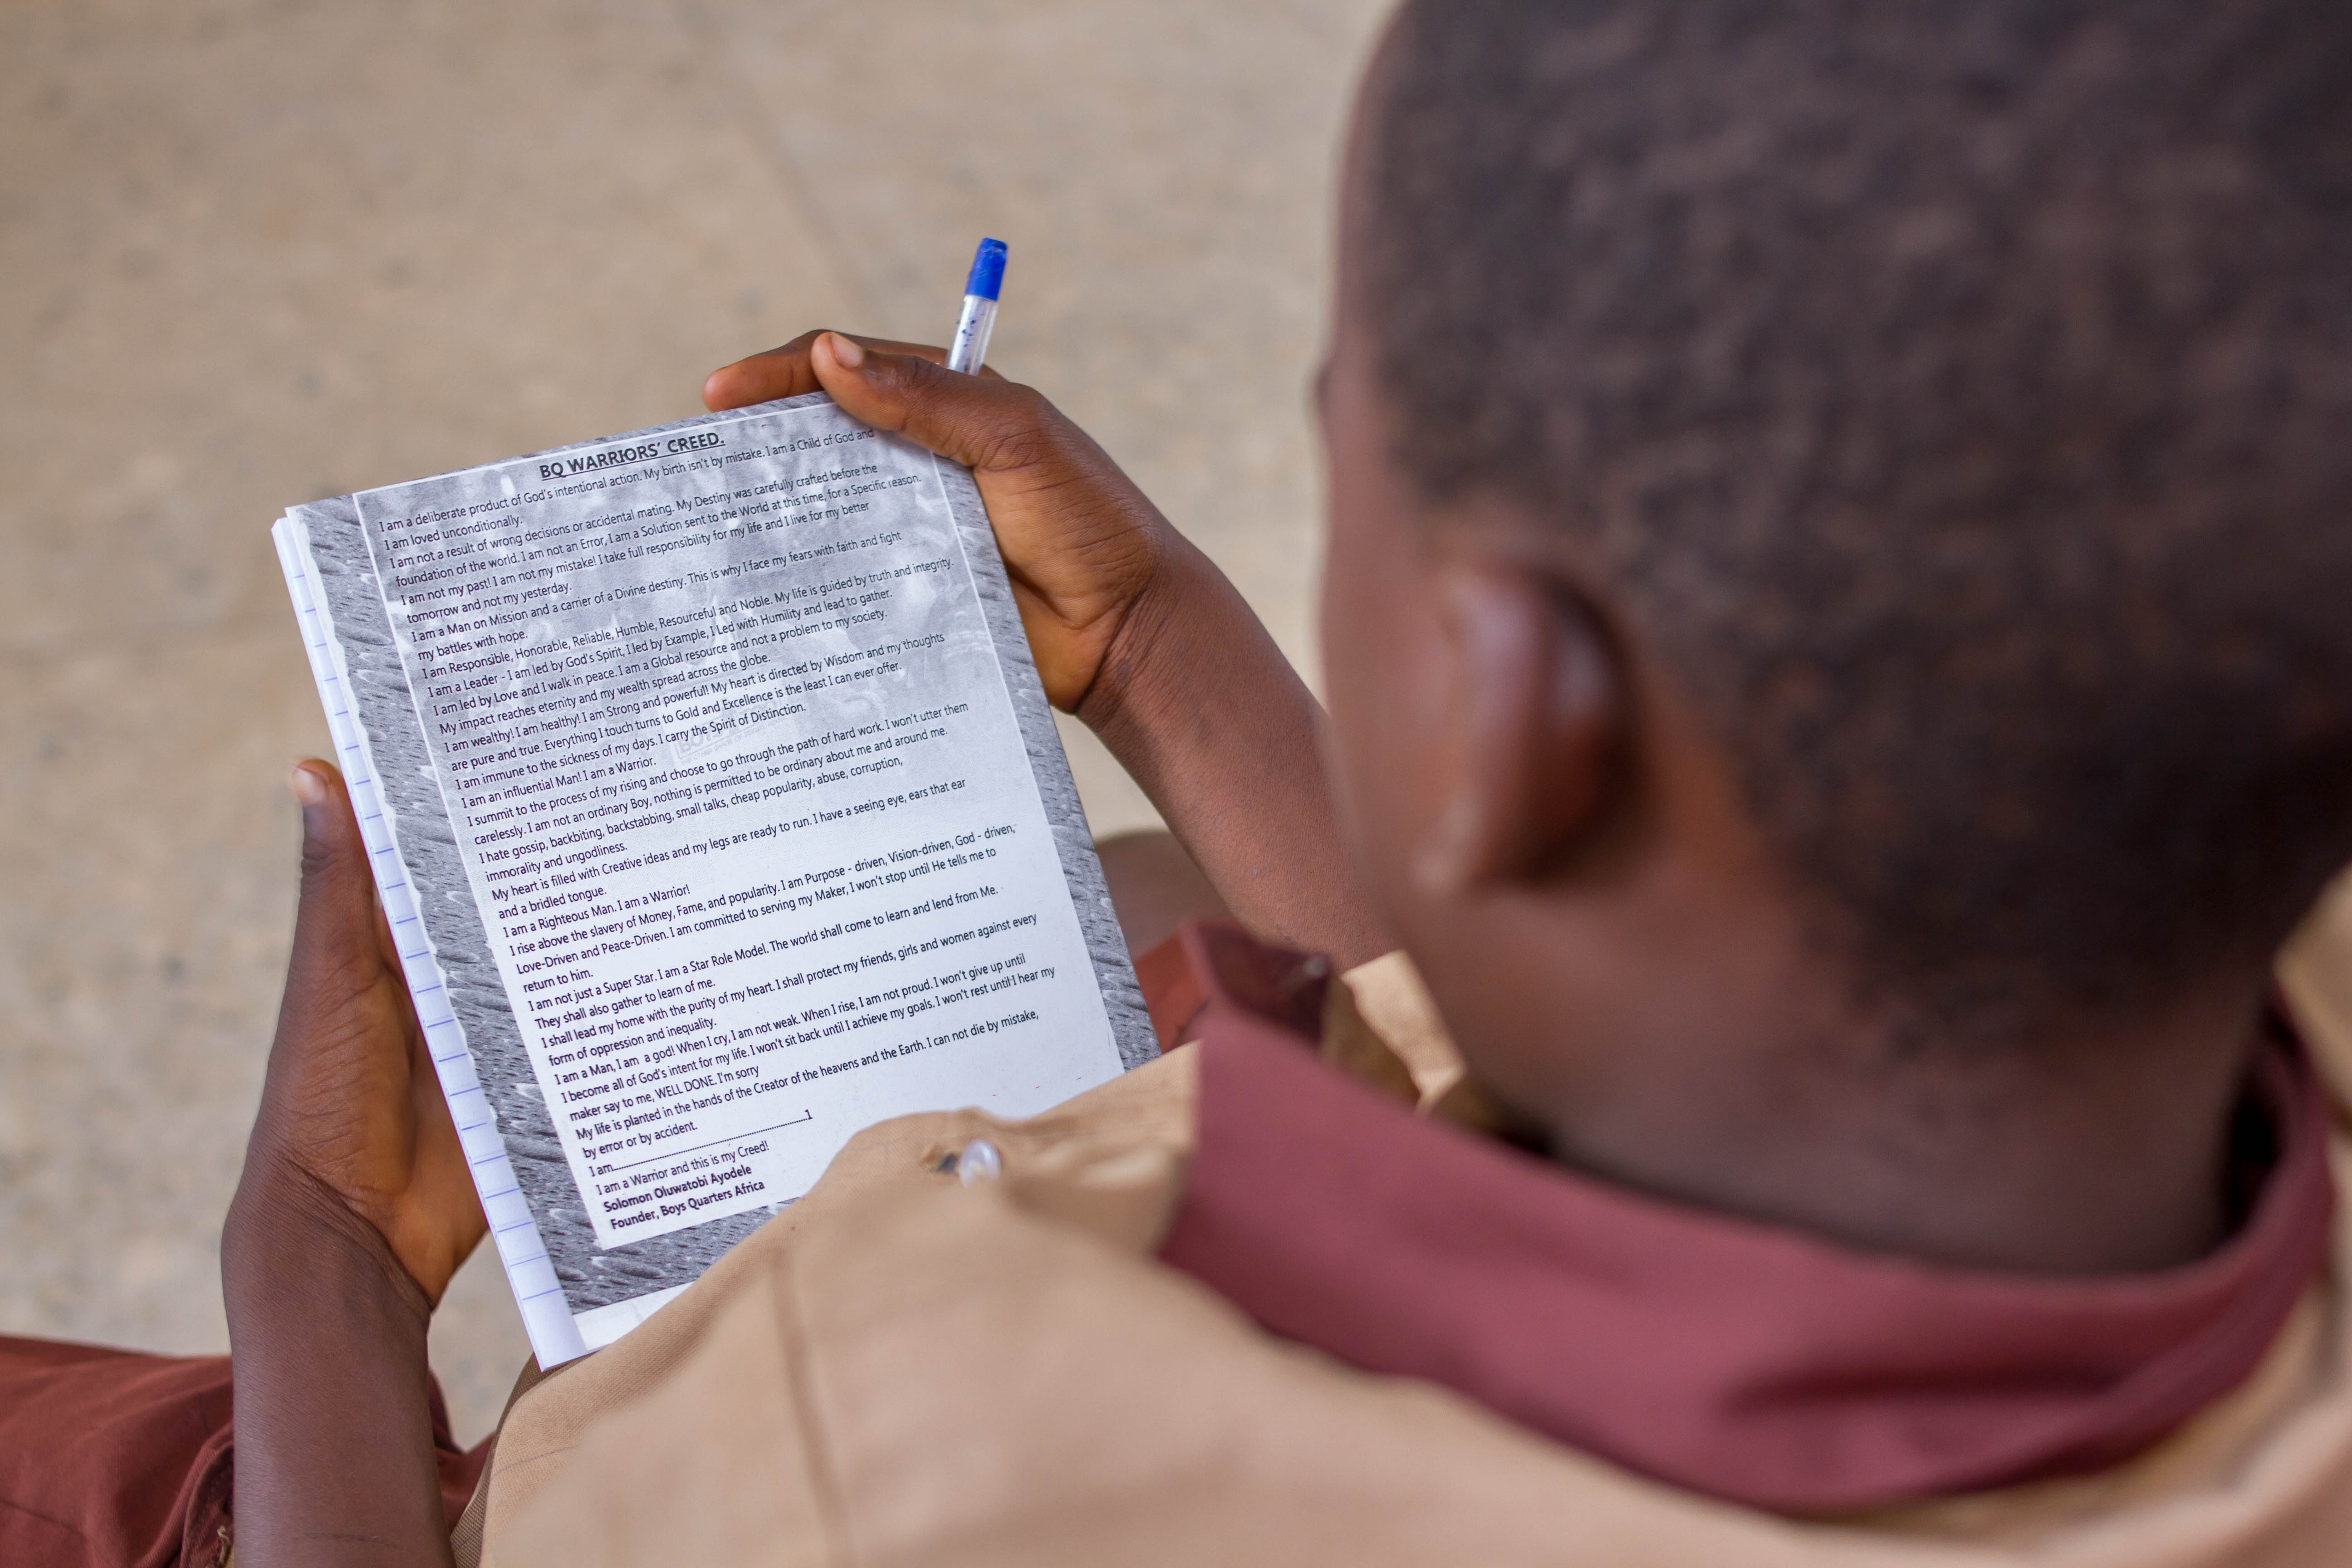 BQ WARRIORS' CREED.
I am a deliberate product of God's intentional action. My birth isn't by mistake. I am a Child of God and
I am loved unconditionally.
I am not a result of wrong decisions or accidental mating. My Destiny was carefully crafted before the
foundation of the world. I am not an Error, I am a Solution sent to the World at this time, for a Specific reason.
I am not my past! I am not my mistake! I take full responsibility for my life and I live for my better
tomorrow and not my yesterday.
I am a Man on Mission and a carrier of a Divine destiny. This is why I face my fears with faith and fight
my battles with hope.
I am Responsible, Honorable, Reliable, Humble, Resourceful and Noble. My life is guided by truth and integrity.
I am a Leader - I am led by God's Spirit, I led by Example, I Led with Humility and lead to gather.
I am led by Love and I walk in peace. I am a Global resource and not a problem to my society.
My impact reaches eternity and my wealth spread across the globe.
I am wealthy! I am healthy! I am Strong and powerful! My heart is directed by Wisdom and my thoughts
are pure and true. Everything I touch turns to Gold and Excellence is the least I can ever offer.
I am immune to the sickness of my days. I carry the Spirit of Distinction.
I am an influential Man! I am a Warrior.
I summit to the process of my rising and choose to go through the path of hard work. I won't utter them
carelessly. I am not an ordinary Boy, nothing is permitted to be ordinary about me and around me.
I hate gossip, backbiting, backstabbing, small talks, cheap popularity, abuse, corruption,
immorality and ungodliness.
My heart is filled with Creative ideas and my legs are ready to run. I have a seeing eye, ears that ear
and a bridled tongue.
I am a Righteous Man. I am a Warrior!
I rise above the slavery of Money, Fame, and popularity. I am Purpose - driven, Vision-driven, God - driven,
Love-Driven and Peace-Driven. I am committed to serving my Maker, I won't stop until He tells me to
return to him.
I am not just a Super Star. I am a Star Role Model. The world shall come to learn and lend from Me.
They shall also gather to learn of me.
I shall lead my home with the purity of my heart. I shall protect my friends, girls and women against every
form of oppression and inequality.
I am a Man, I am a god! When I cry, I am not weak. When I rise, I am not proud. I won't give up until
I become all of God's intent for my life. I won't sit back until I achieve my goals. I won't rest until I hear my
maker say to me, WELL DONE. I'm sorry
My life is planted in the hands of the Creator of the heavens and the Earth. I can not die by mistake,
by error or by accident.
I am..................................................1
I am a Warrior and this is my Creed!
Solomon Oluwatobi Ayodele
Founder, Boys Quarters Africa